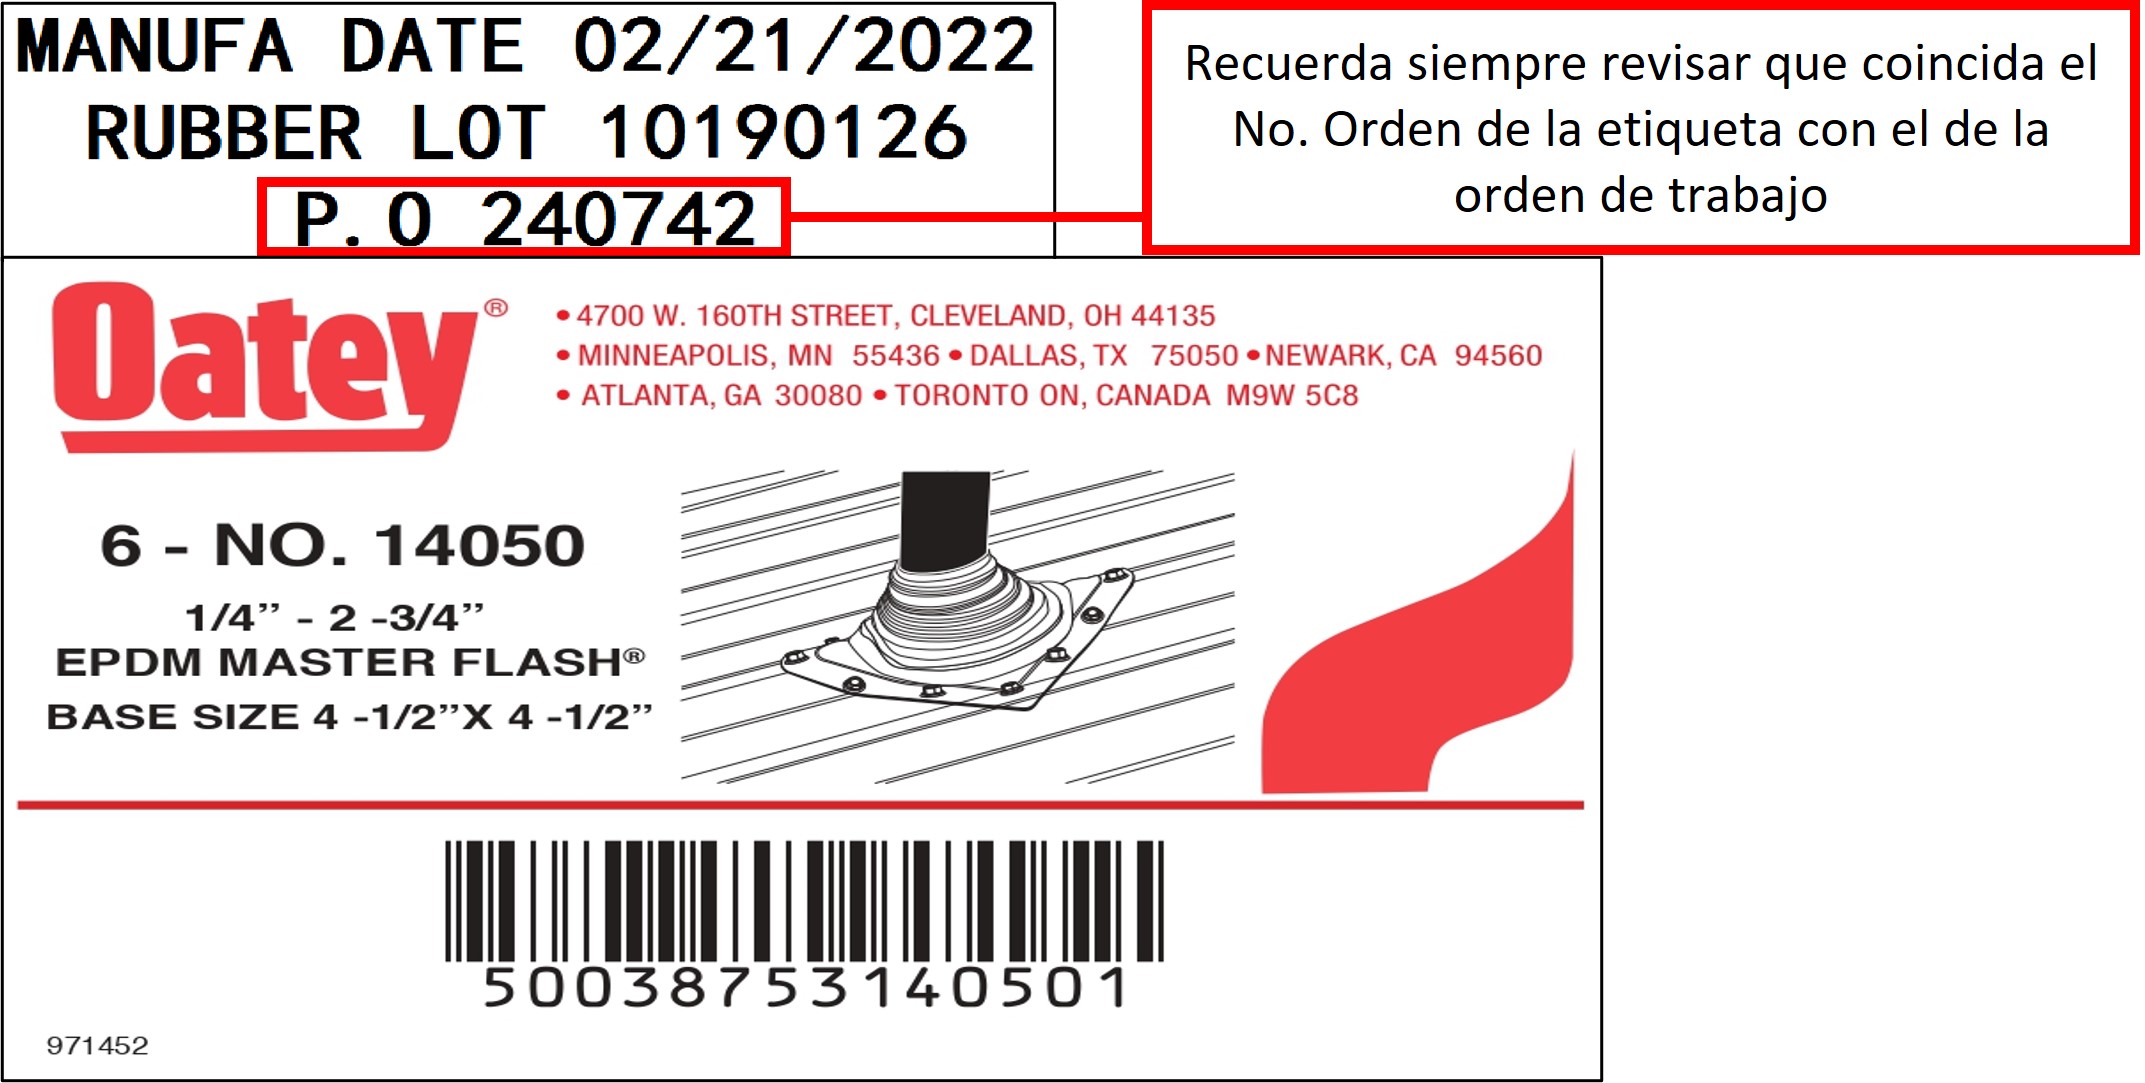 MANUFA DATE 02/21/2022
RUBBER LOT 10190126
P.O 240742
Recuerda siempre revisar que coincida el
No. Orden de la etiqueta con el de la
orden de trabajo
Oatey®
• 4700 W. 160TH STREET, CLEVELAND, OH 44135
• MINNEAPOLIS, MN 55436 • DALLAS, TX 75050 • NEWARK, CA 94560
• ATLANTA, GA 30080 • TORONTO ON, CANADA M9W 5C8
6 - NO. 14050
1/4” - 2 -3/4”
EPDM MASTER FLASH®
BASE SIZE 4 -1/2”X 4 -1/2”
50038753140501
971452